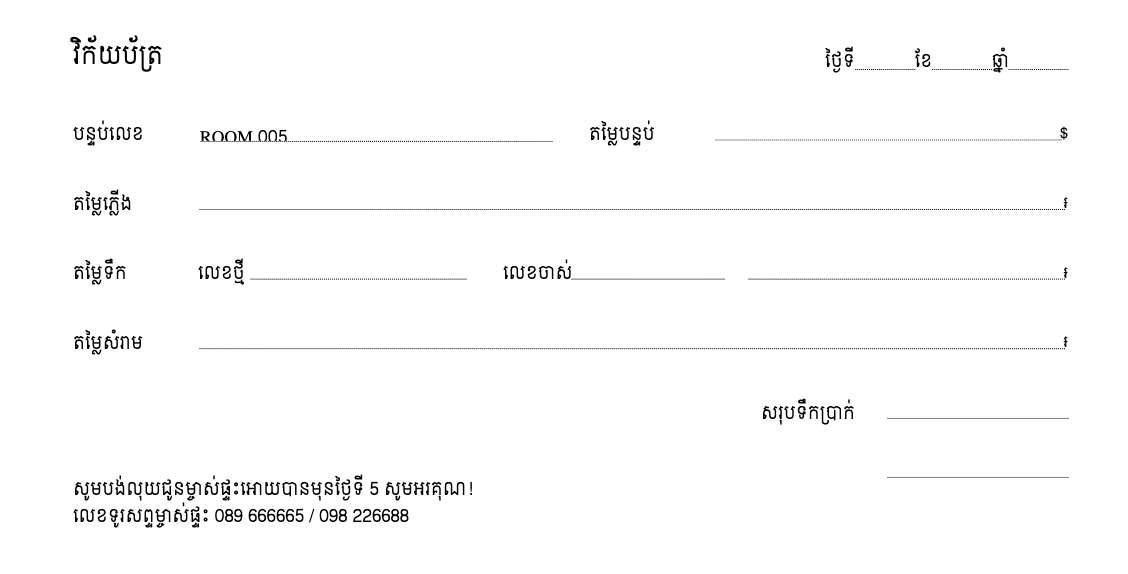 វិក័យប័ត្រ
ថ្ងៃទី ខែ ឆ្នាំ
បន្ទប់លេខ ROOM 005 តម្លៃបន្ទប់ $
តម្លៃភ្លើង ៛
តម្លៃទឹក លេខថ្មី លេខចាស់ ៛
តម្លៃសំរាម ៛
សរុបទឹកប្រាក់
សូមបង់លុយជូនម្ចាស់ផ្ទះអោយបានមុនថ្ងៃទី 5 សូមអរគុណ!
លេខទូរសព្ទម្ចាស់ផ្ទះ 089 666665 / 098 226688